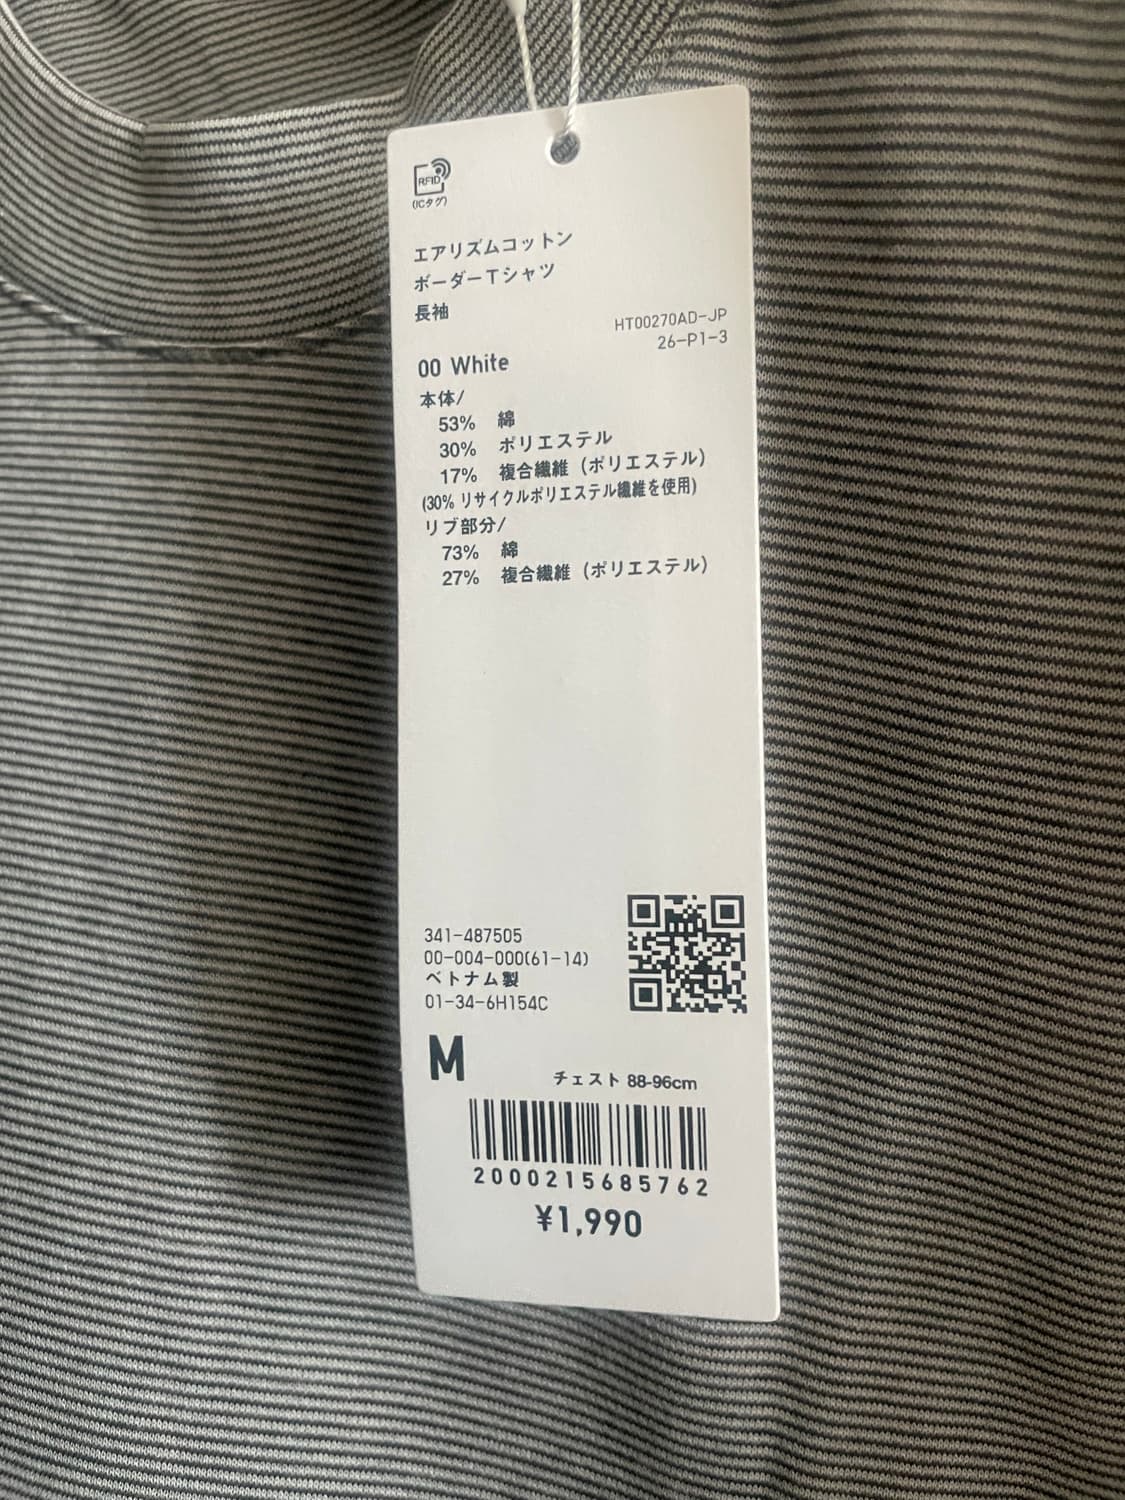 RFID
(ICタグ)
エアリズムコットン
ボーダーTシャツ
長袖
HT00270AD-JP
26-P1-3
00 White
本体/
53% 綿
30% ポリエステル
17% 複合繊維 (ポリエステル)
(30% リサイクルポリエステル繊維を使用)
リブ部分/
73% 綿
27% 複合繊維 (ポリエステル)
341-487505
00-004-000(61-14)
ベトナム製
01-34-6H154C
M
チェスト 88-96cm
2000215685762
¥1,990